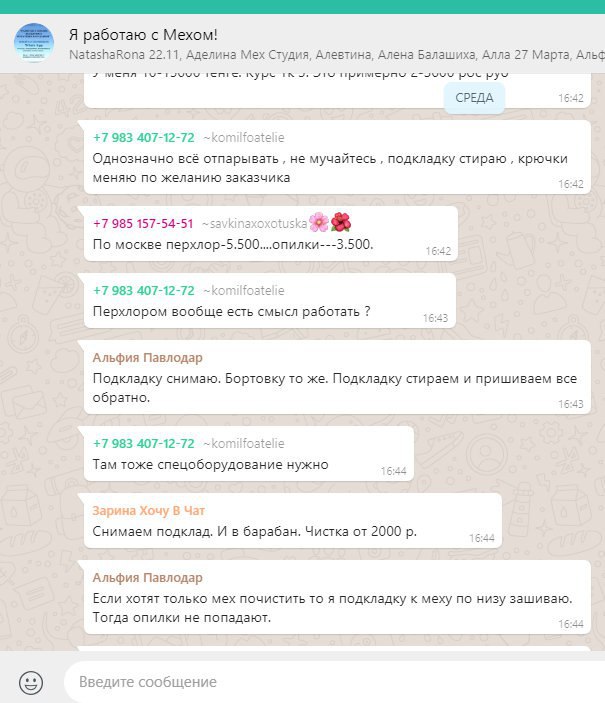 Я работаю с Мехом!
NatashaRona 22.11, Аделина Мех Студия, Алевтина, Алена Балашиха, Алла 27 Марта, Альф
У меня 10-15000 тенге. Курс тк 5. Это примерно 2-3000 рос руб
16:42
СРЕДА
+7 983 407-12-72 ~komilfoatelie
Однозначно всё отпарывать , не мучайтесь , подкладку стираю , крючки
меняю по желанию заказчика
16:42
+7 985 157-54-51 ~savkinaxoxotuska🌸🌺
По москве перхлор-5.500....опилки---3.500.
16:42
+7 983 407-12-72 ~komilfoatelie
Перхлором вообще есть смысл работать ?
16:43
Альфия Павлодар
Подкладку снимаю. Бортовку то же. Подкладку стираем и пришиваем все
обратно.
16:43
+7 983 407-12-72 ~komilfoatelie
Там тоже спецоборудование нужно
16:44
Зарина Хочу В Чат
Снимаем подклад. И в барабан. Чистка от 2000 р.
16:44
Альфия Павлодар
Если хотят только мех почистить то я подкладку к меху по низу зашиваю.
Тогда опилки не попадают.
16:44
Введите сообщение